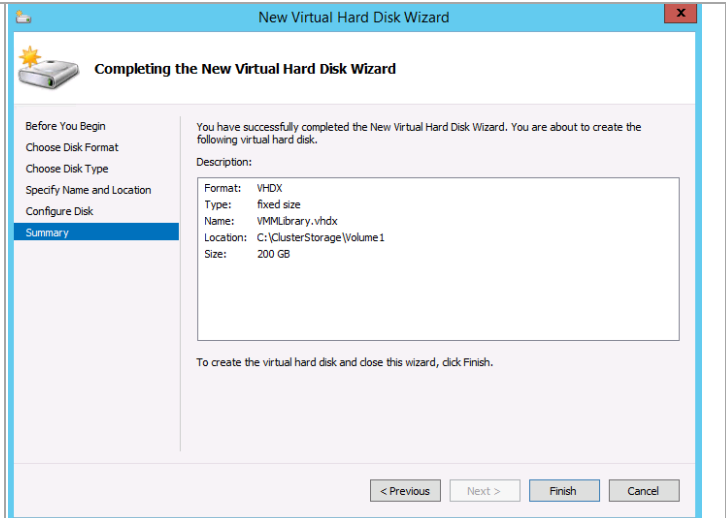 New Virtual Hard Disk Wizard
x
Completing the New Virtual Hard Disk Wizard
Before You Begin
Choose Disk Format
Choose Disk Type
Specify Name and Location
Configure Disk
Summary
You have successfully completed the New Virtual Hard Disk Wizard. You are about to create the
following virtual hard disk.
Description:
Format: VHDX
Type: fixed size
Name: VMMLibrary.vhdx
Location: C:\ClusterStorage\Volume1
Size: 200 GB
To create the virtual hard disk and close this wizard, click Finish.
< Previous Next > Finish Cancel